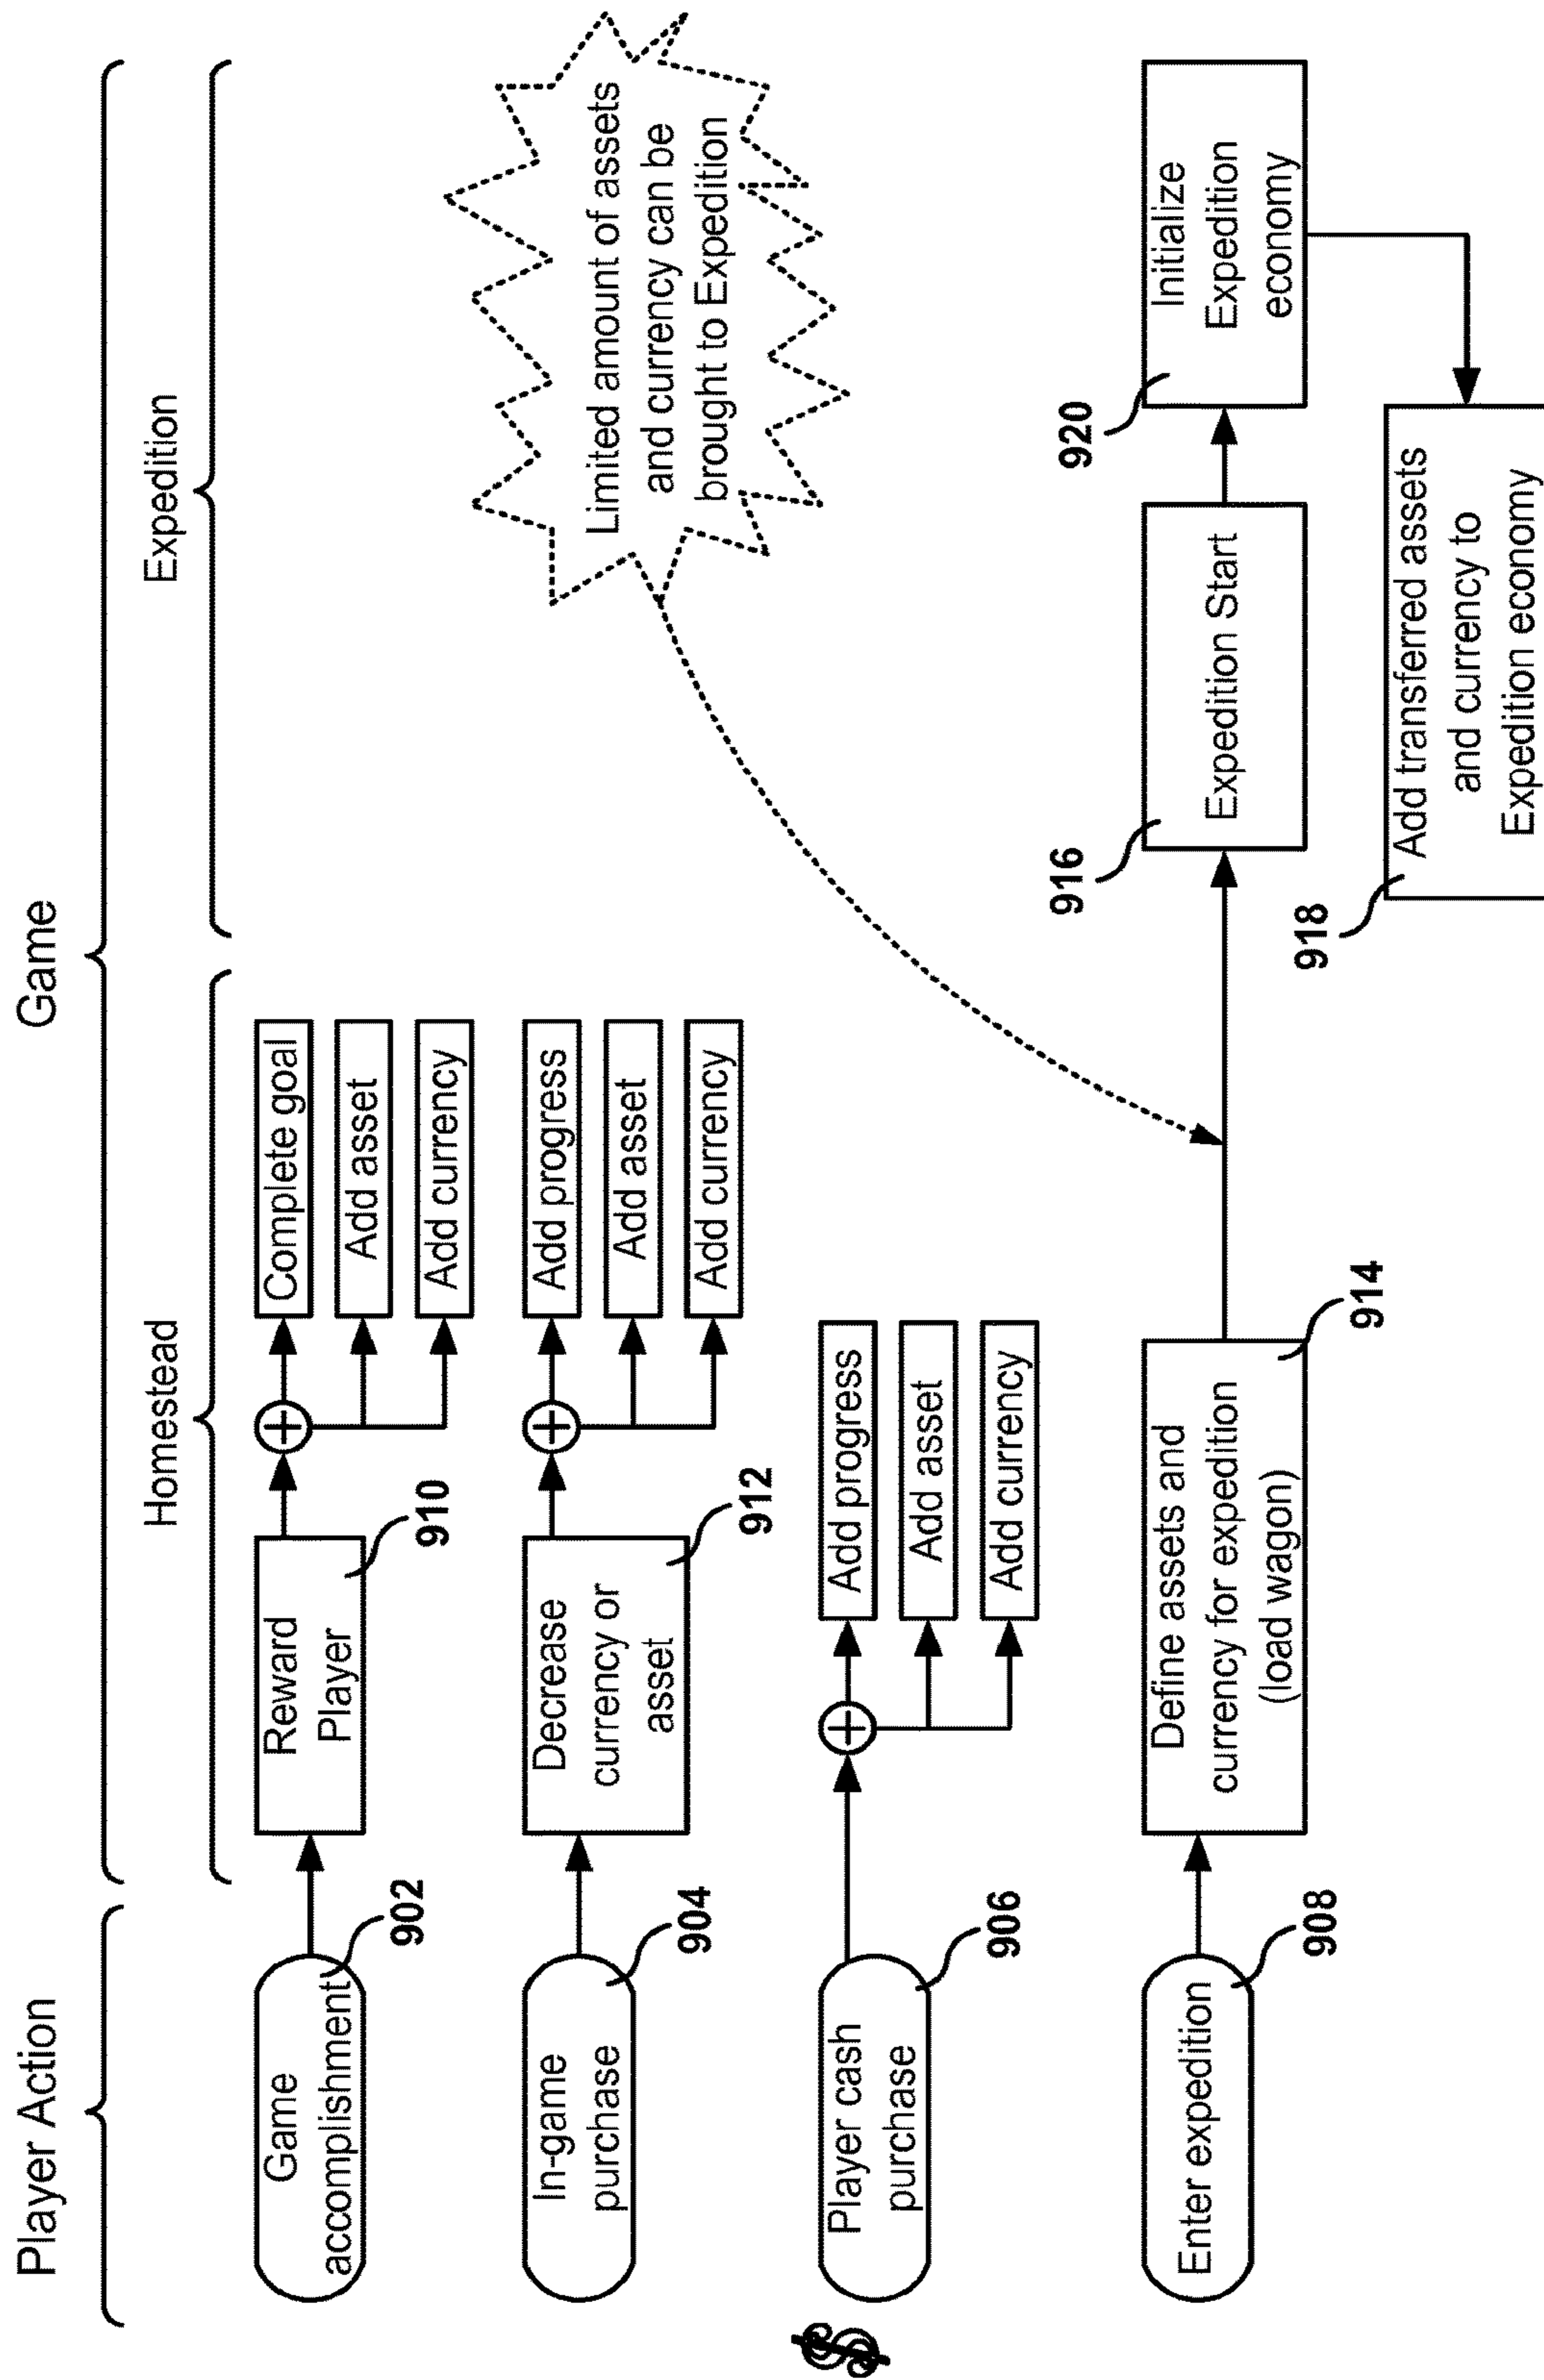 Player Action
Game
Homestead
Expedition
Game
accomplishment
902
Reward
Player
910
Complete goal
Add asset
Add currency
In-game
purchase
904
Decrease
currency or
asset
912
Add progress
Add asset
Add currency
Limited amount of assets
and currency can be
brought to Expedition
$
Player cash
purchase
906
Add progress
Add asset
Add currency
Enter expedition
908
Define assets and
currency for expedition
(load wagon)
914
916
Expedition Start
920
Initialize
Expedition
economy
918
Add transferred assets
and currency to
Expedition economy